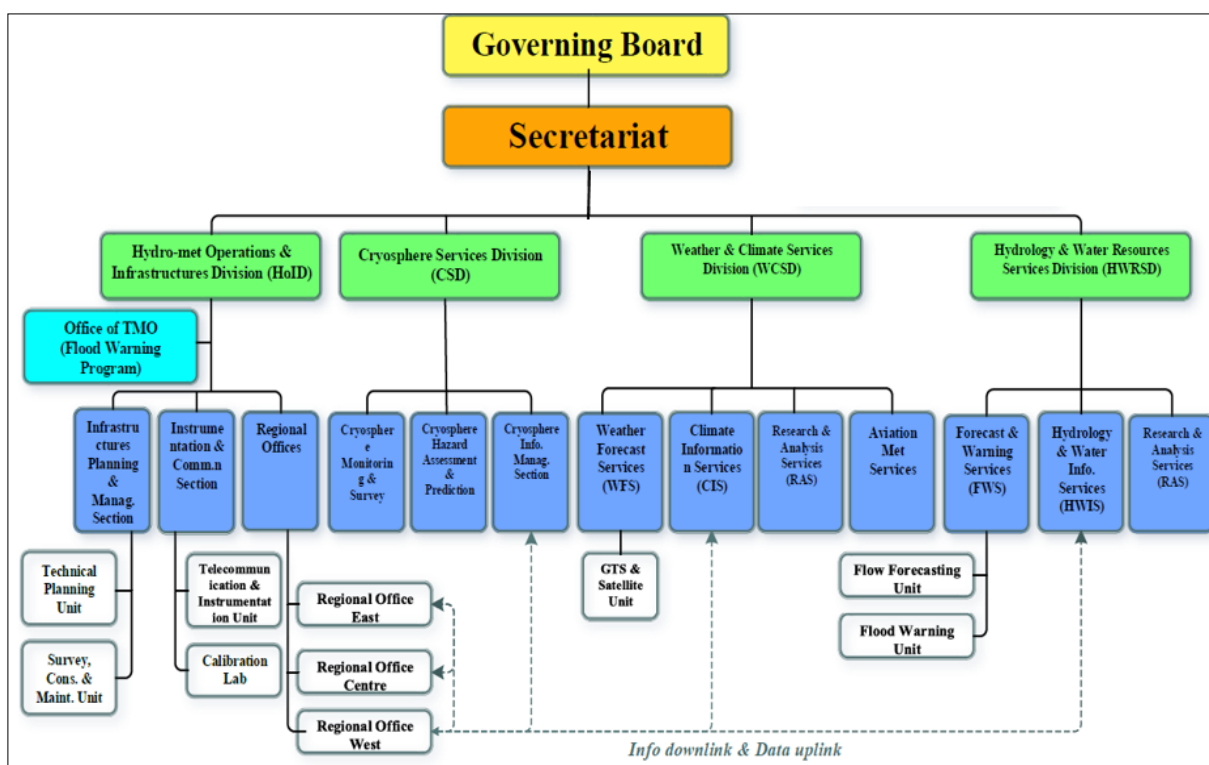 Governing Board
Secretariat
Hydro-met Operations &
Infrastructures Division (HoID)
Cryosphere Services Division
(CSD)
Weather & Climate Services
Division (WCSD)
Hydrology & Water Resources
Services Division (HWRSD)
Office of TMO
(Flood Warning
Program)
Infrastru
ctures
Planning
&
Manag.
Section
Instrume
ntation &
Commn
Section
Regional
Offices
Cryospher
e
Monitorin
g &
Survey
Cryosphere
Hazard
Assessment
&
Prediction
Cryosphere
Info.
Manag.
Section
Weather
Forecast
Services
(WFS)
Climate
Informatio
n Services
(CIS)
Research &
Analysis
Services
(RAS)
Aviation
Met
Services
Forecast &
Warning
Services
(FWS)
Hydrology
& Water
Info.
Services
(HWIS)
Research &
Analysis
Services
(RAS)
Technical
Planning
Unit
Survey,
Cons. &
Maint. Unit
Telecommun
ication &
Instrumentat
ion Unit
Calibration
Lab
Regional Office
East
Regional Office
Centre
Regional Office
West
GTS &
Satellite
Unit
Flow Forecasting
Unit
Flood Warning
Unit
Info downlink & Data uplink